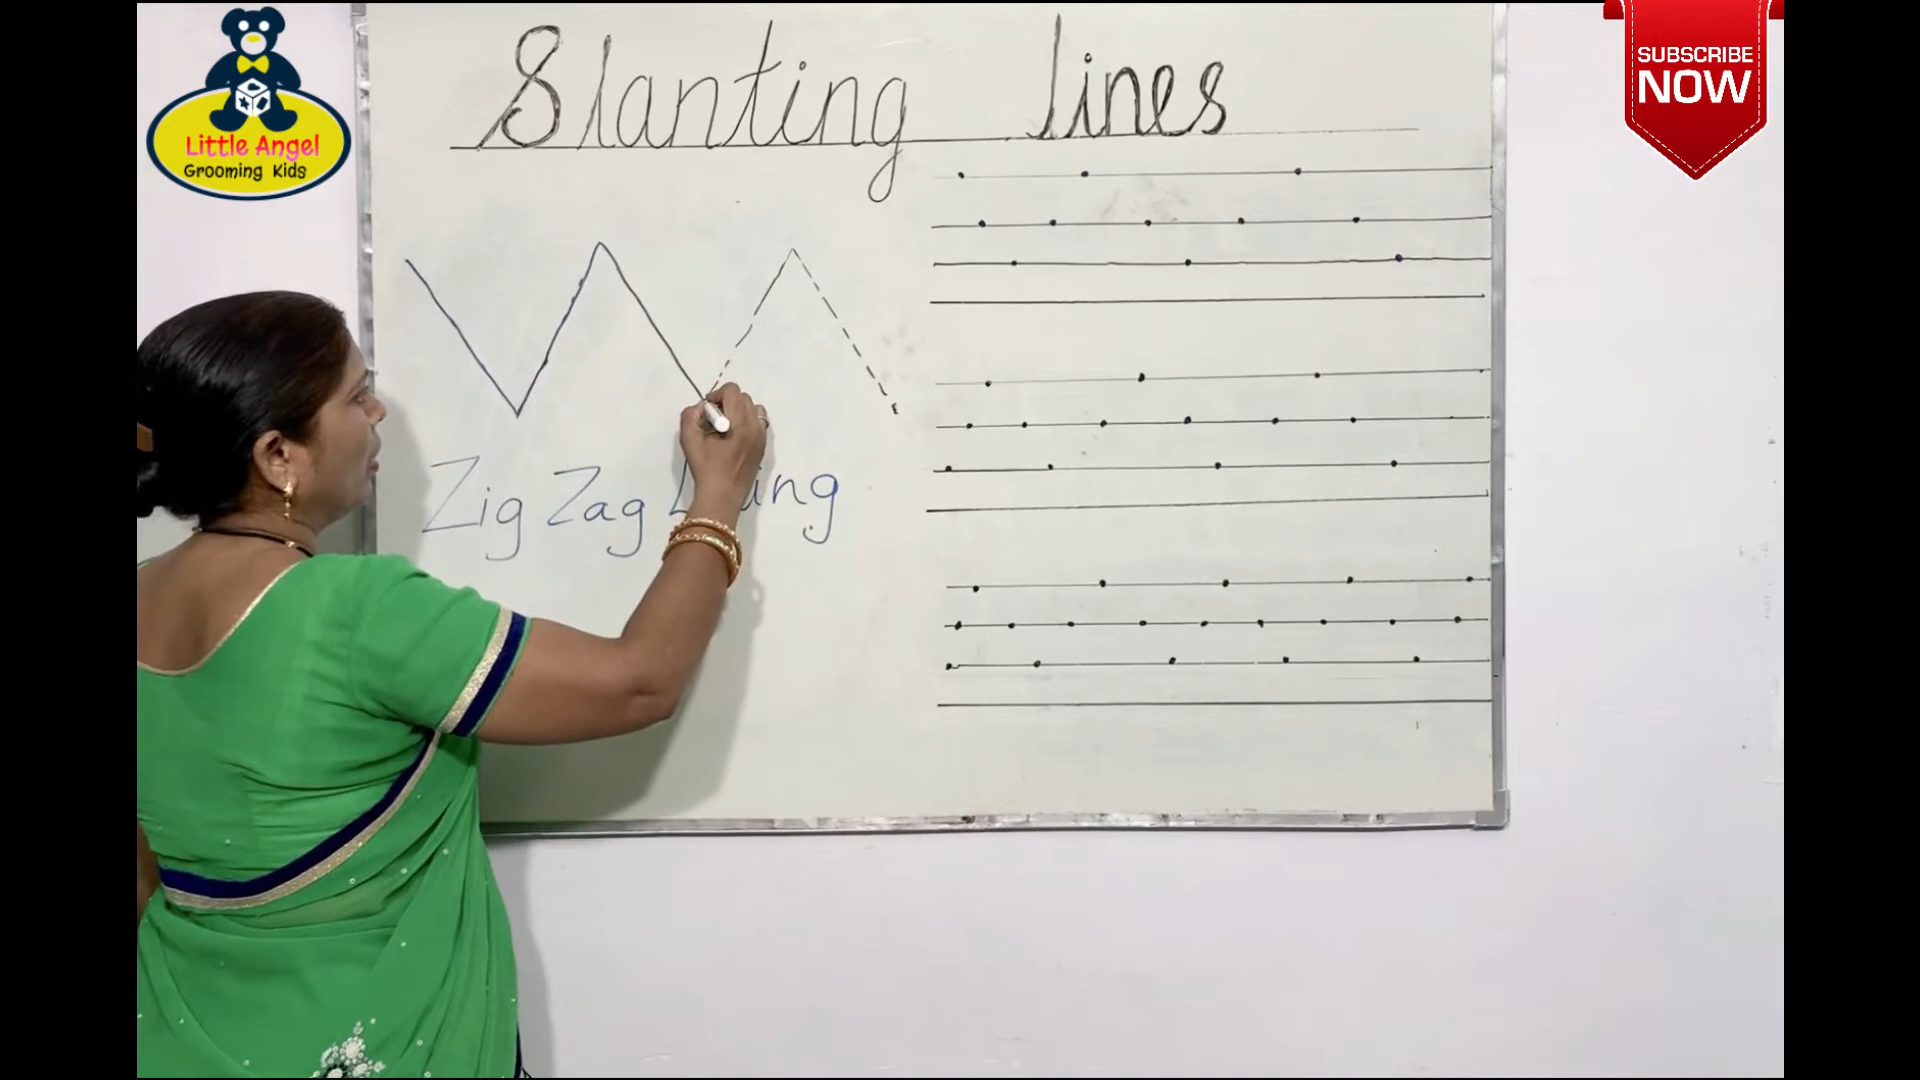 Slanting lines
Little Angel
Grooming Kids
SUBSCRIBE
NOW
Zig Zag